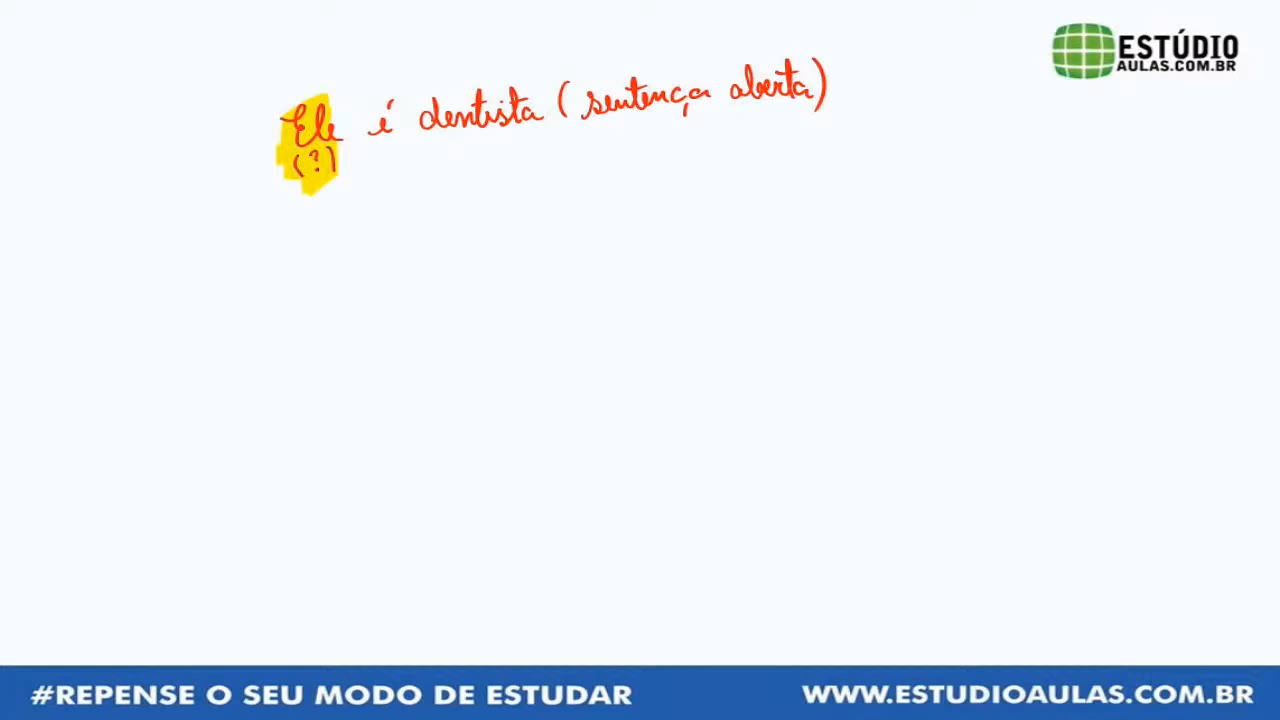 ESTÚDIO
AULAS.COM.BR
Ele é dentista (sentença aberta)
(?)
#REPENSE O SEU MODO DE ESTUDAR
WWW.ESTUDIOAULAS.COM.BR